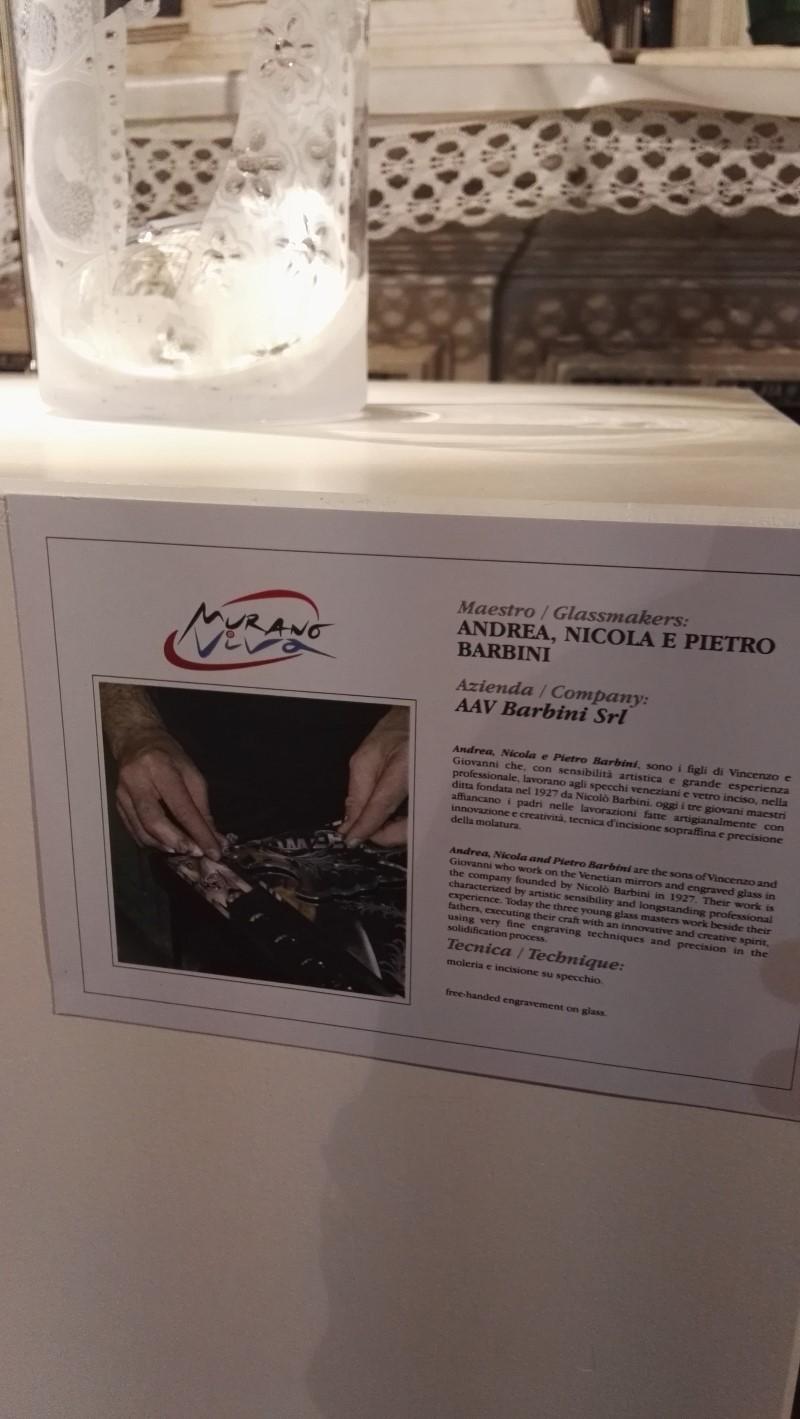 MURANO
Viva
Maestro / Glassmakers:
ANDREA, NICOLA E PIETRO
BARBINI
Azienda / Company:
AAV Barbini Srl
Andrea, Nicola e Pietro Barbini, sono i figli di Vincenzo e
Giovanni che, con sensibilità artistica e grande esperienza
professionale, lavorano agli specchi veneziani e vetro inciso, nella
ditta fondata nel 1927 da Nicolò Barbini. oggi i tre giovani maestri
affiancano i padri nelle lavorazioni fatte artigianalmente con
innovazione e creatività, tecnica d'incisione sopraffina e precisione
della molatura.
Andrea, Nicola and Pietro Barbini are the sons of Vincenzo and
Giovanni who work on the Venetian mirrors and engraved glass in
the company founded by Nicolò Barbini in 1927. Their work is
characterized by artistic sensibility and longstanding professional
experience. Today the three young glass masters work beside their
fathers, executing their craft with an innovative and creative spirit,
using very fine engraving techniques and precision in the
solidification process.
Tecnica / Technique:
moleria e incisione su specchio.
free-handed engravement on glass.